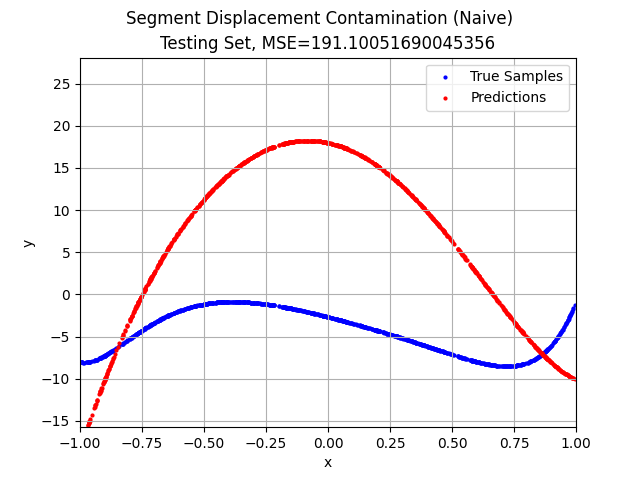 Segment Displacement Contamination (Naive)
Testing Set, MSE=191.10051690045356
True Samples
Predictions
25
20
15
10
5
0
−5
−10
−15
y
−1.00 −0.75 −0.50 −0.25 0.00 0.25 0.50 0.75 1.00
x